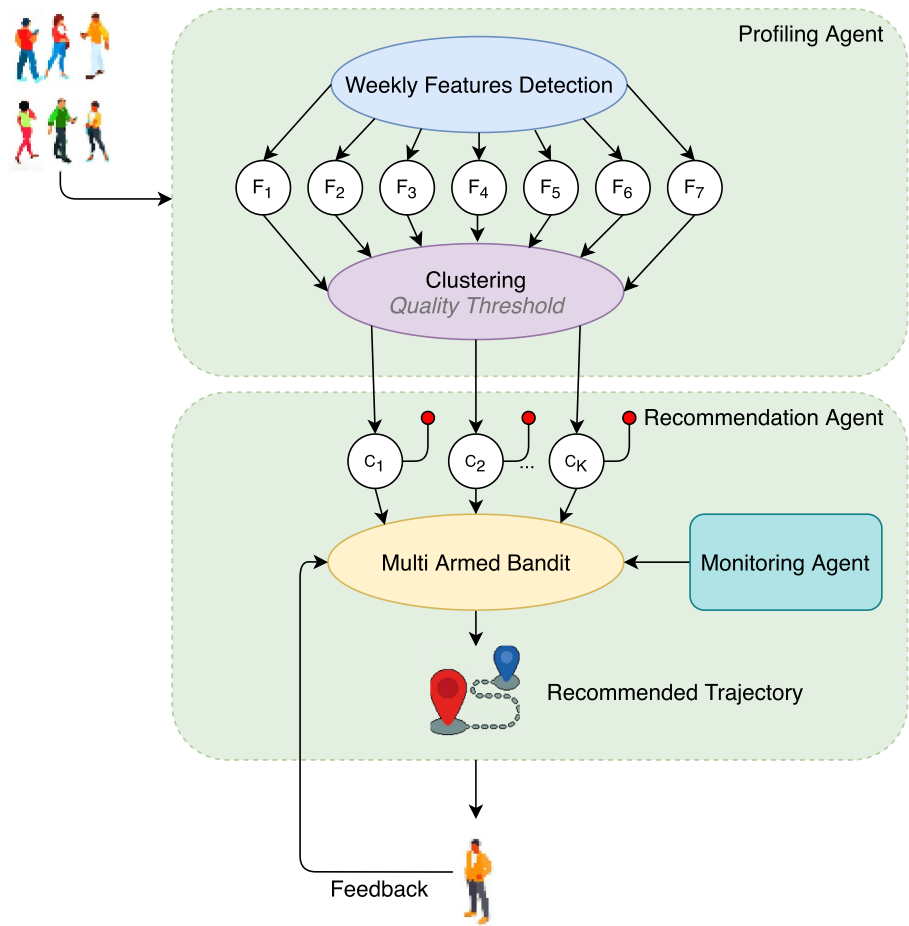 Profiling Agent
Weekly Features Detection
F1 F2 F3 F4 F5 F6 F7
Clustering
Quality Threshold
Recommendation Agent
C1 C2 ... CK
Multi Armed Bandit
Monitoring Agent
Recommended Trajectory
Feedback